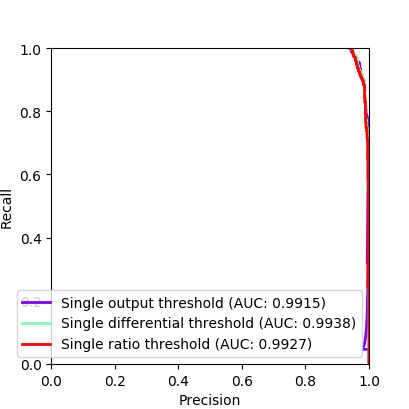 1.0
0.8
0.6
0.4
0.2
0.0
Recall
Single output threshold (AUC: 0.9915)
Single differential threshold (AUC: 0.9938)
Single ratio threshold (AUC: 0.9927)
0.0 0.2 0.4 0.6 0.8 1.0
Precision